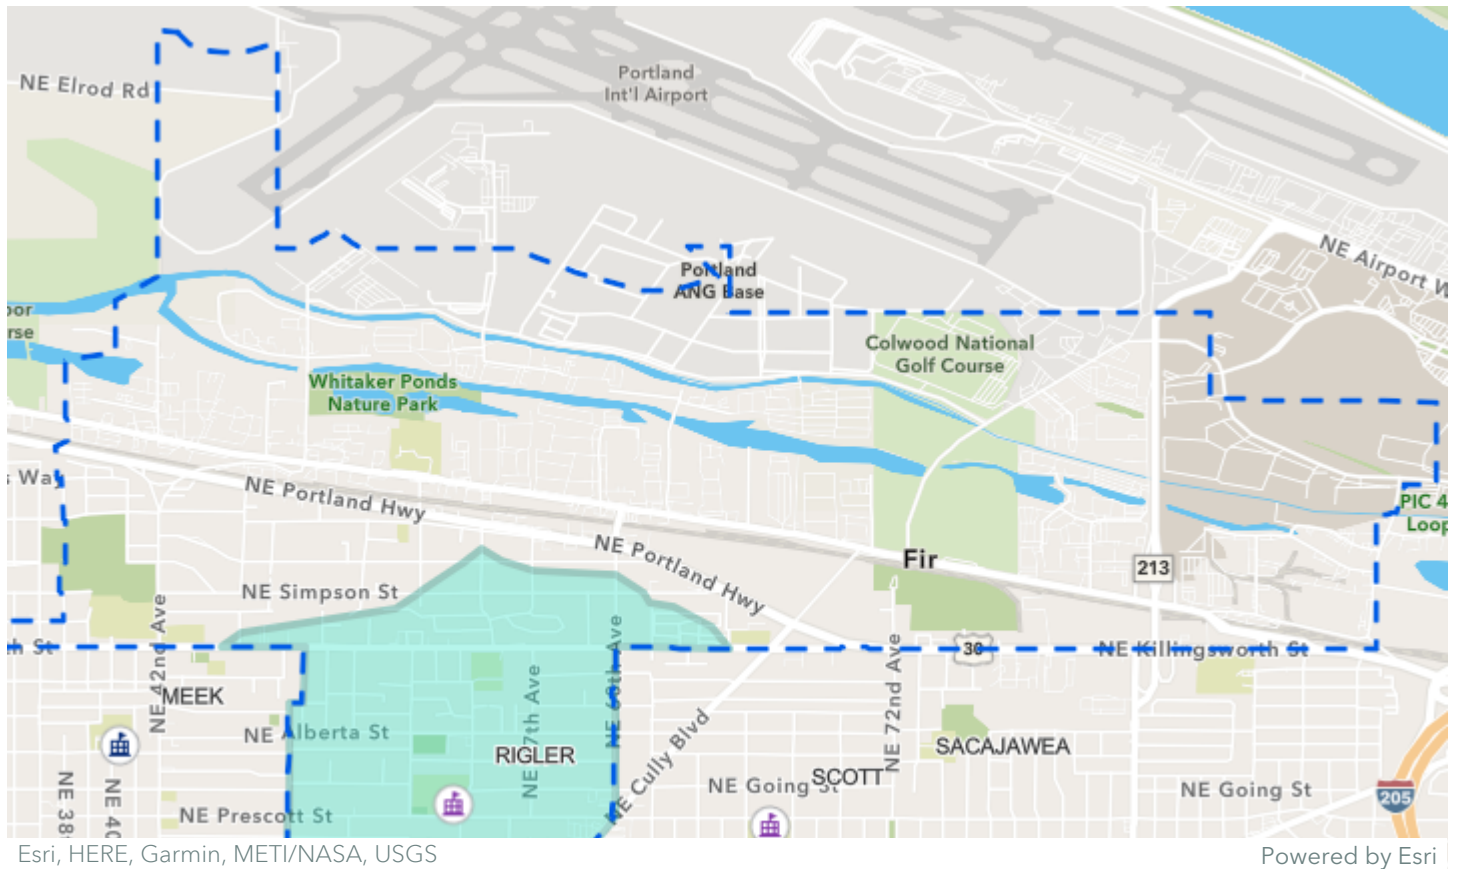 NE Elrod Rd
Portland
Int'l Airport
NE Airport W
Portland
ANG Base
oor
rse
Colwood National
Golf Course
Whitaker Ponds
Nature Park
s Way
NE Portland Hwy
PIC 4
Loop
NE Portland Hwy
Fir
213
NE Simpson St
NE 42nd Ave
NE 60th Ave
NE 72nd Ave
h St
30
NE Killingsworth St
MEEK
NE Alberta St
NE 57th Ave
RIGLER
NE Cully Blvd
SACAJAWEA
NE 38
NE 40
NE Going St
SCOTT
NE Going St
205
NE Prescott St
Esri, HERE, Garmin, METI/NASA, USGS
Powered by Esri